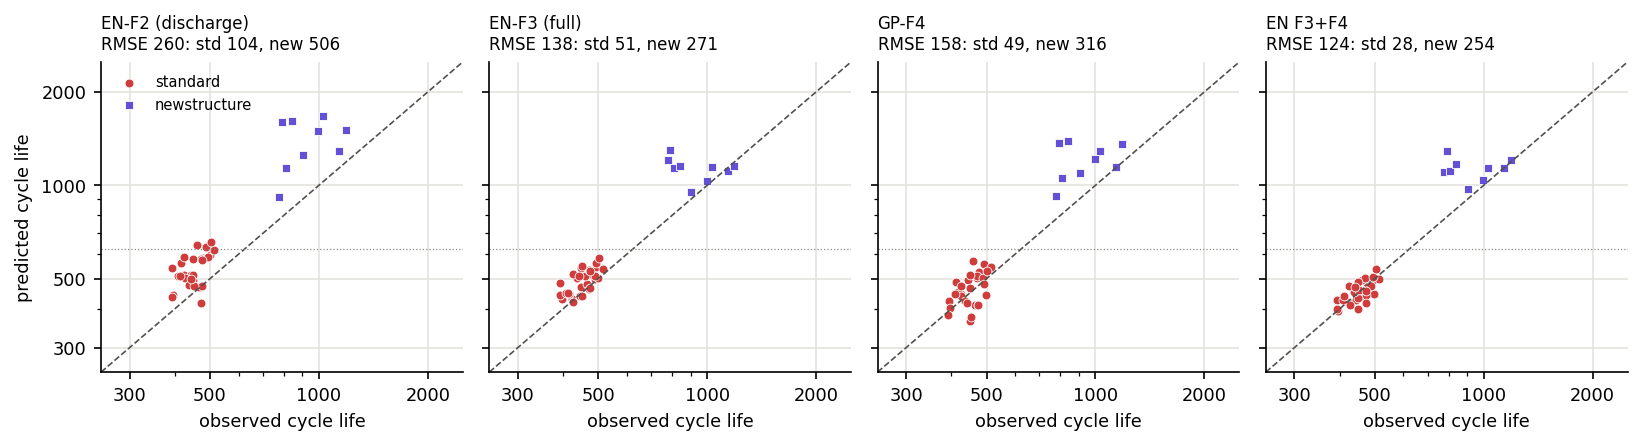 EN-F2 (discharge)
RMSE 260: std 104, new 506
EN-F3 (full)
RMSE 138: std 51, new 271
GP-F4
RMSE 158: std 49, new 316
EN F3+F4
RMSE 124: std 28, new 254
standard
newstructure
predicted cycle life
2000
1000
500
300
300 500 1000 2000
300 500 1000 2000
300 500 1000 2000
300 500 1000 2000
observed cycle life
observed cycle life
observed cycle life
observed cycle life